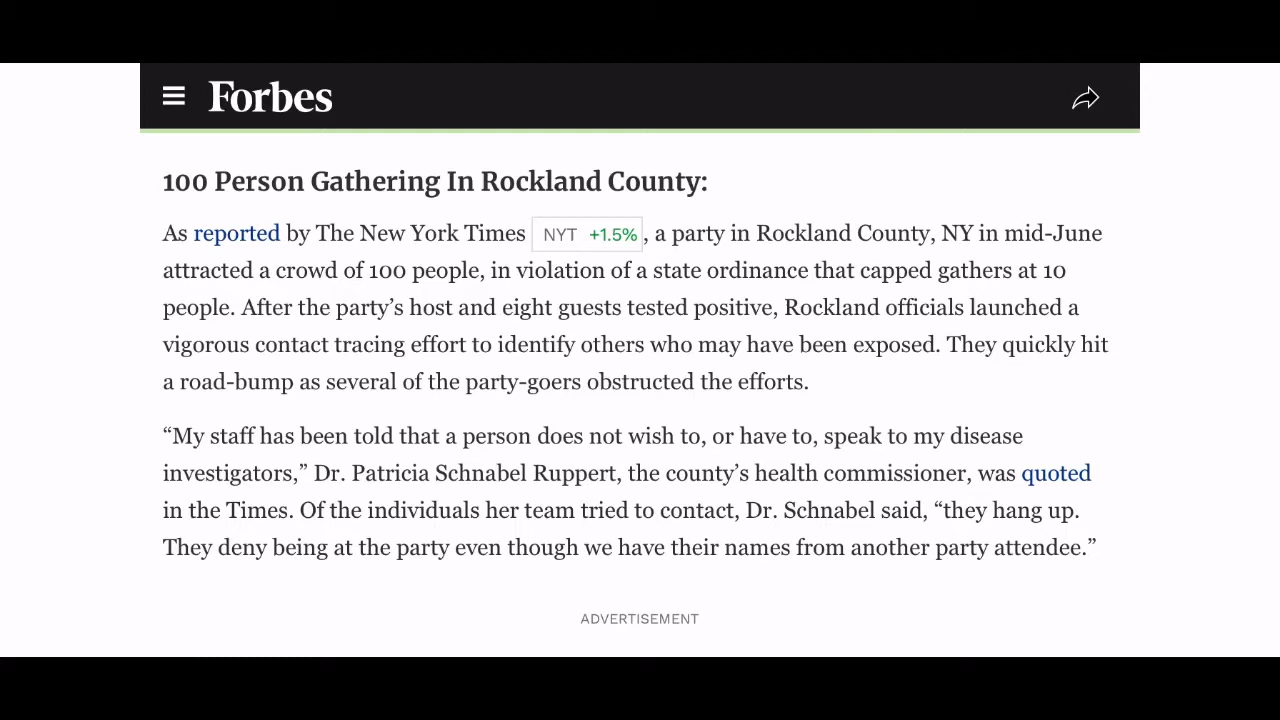 Forbes
100 Person Gathering In Rockland County:
As reported by The New York Times NYT +1.5%, a party in Rockland County, NY in mid-June
attracted a crowd of 100 people, in violation of a state ordinance that capped gathers at 10
people. After the party’s host and eight guests tested positive, Rockland officials launched a
vigorous contact tracing effort to identify others who may have been exposed. They quickly hit
a road-bump as several of the party-goers obstructed the efforts.
“My staff has been told that a person does not wish to, or have to, speak to my disease
investigators,” Dr. Patricia Schnabel Ruppert, the county’s health commissioner, was quoted
in the Times. Of the individuals her team tried to contact, Dr. Schnabel said, “they hang up.
They deny being at the party even though we have their names from another party attendee.”
ADVERTISEMENT